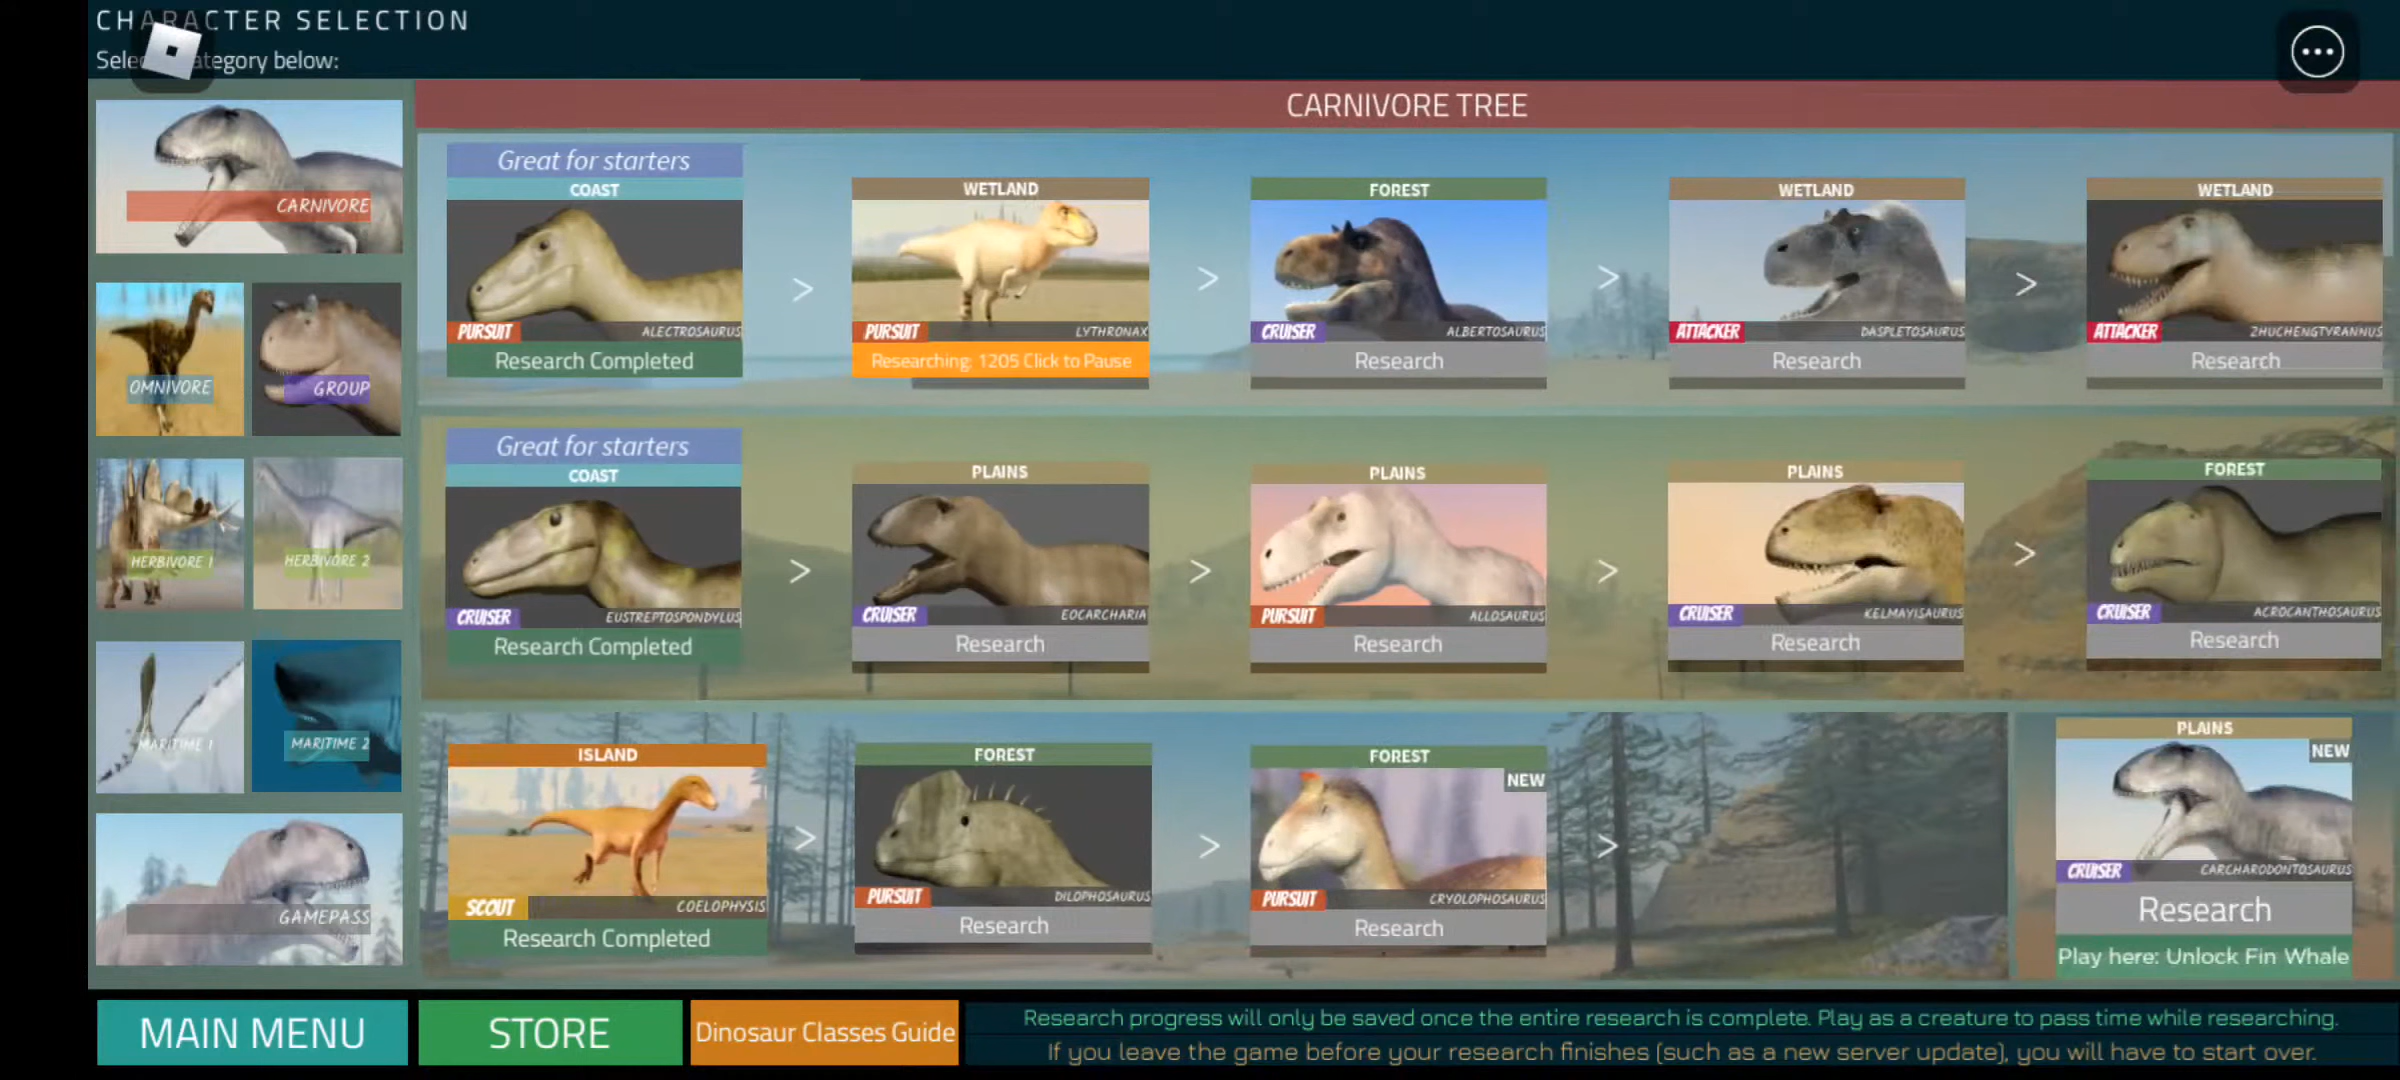 CHARACTER SELECTION
Select category below:
CARNIVORE TREE
CARNIVORE
OMNIVORE
GROUP
HERBIVORE 1
HERBIVORE 2
MARITIME 1
MARITIME 2
GAMEPASS
Great for starters
COAST
PURSUIT ALECTROSAURUS
Research Completed
>
WETLAND
PURSUIT LYTHRONAX
Researching: 1205 Click to Pause
>
FOREST
CRUISER ALBERTOSAURUS
Research
>
WETLAND
ATTACKER DASPLETOSAURUS
Research
>
WETLAND
ATTACKER ZHUCHENGTYRANNUS
Research
Great for starters
COAST
CRUISER EUSTREPTOSPONDYLUS
Research Completed
>
PLAINS
CRUISER EOCARCHARIA
Research
>
PLAINS
PURSUIT ALLOSAURUS
Research
>
PLAINS
CRUISER KELMAYISAURUS
Research
>
FOREST
CRUISER ACROCANTHOSAURUS
Research
ISLAND
SCOUT COELOPHYSIS
Research Completed
>
FOREST
PURSUIT DILOPHOSAURUS
Research
>
FOREST
NEW
PURSUIT CRYOLOPHOSAURUS
Research
>
PLAINS
NEW
CRUISER CARCHARODONTOSAURUS
Research
Play here: Unlock Fin Whale
MAIN MENU
STORE
Dinosaur Classes Guide
Research progress will only be saved once the entire research is complete. Play as a creature to pass time while researching.
If you leave the game before your research finishes (such as a new server update), you will have to start over.